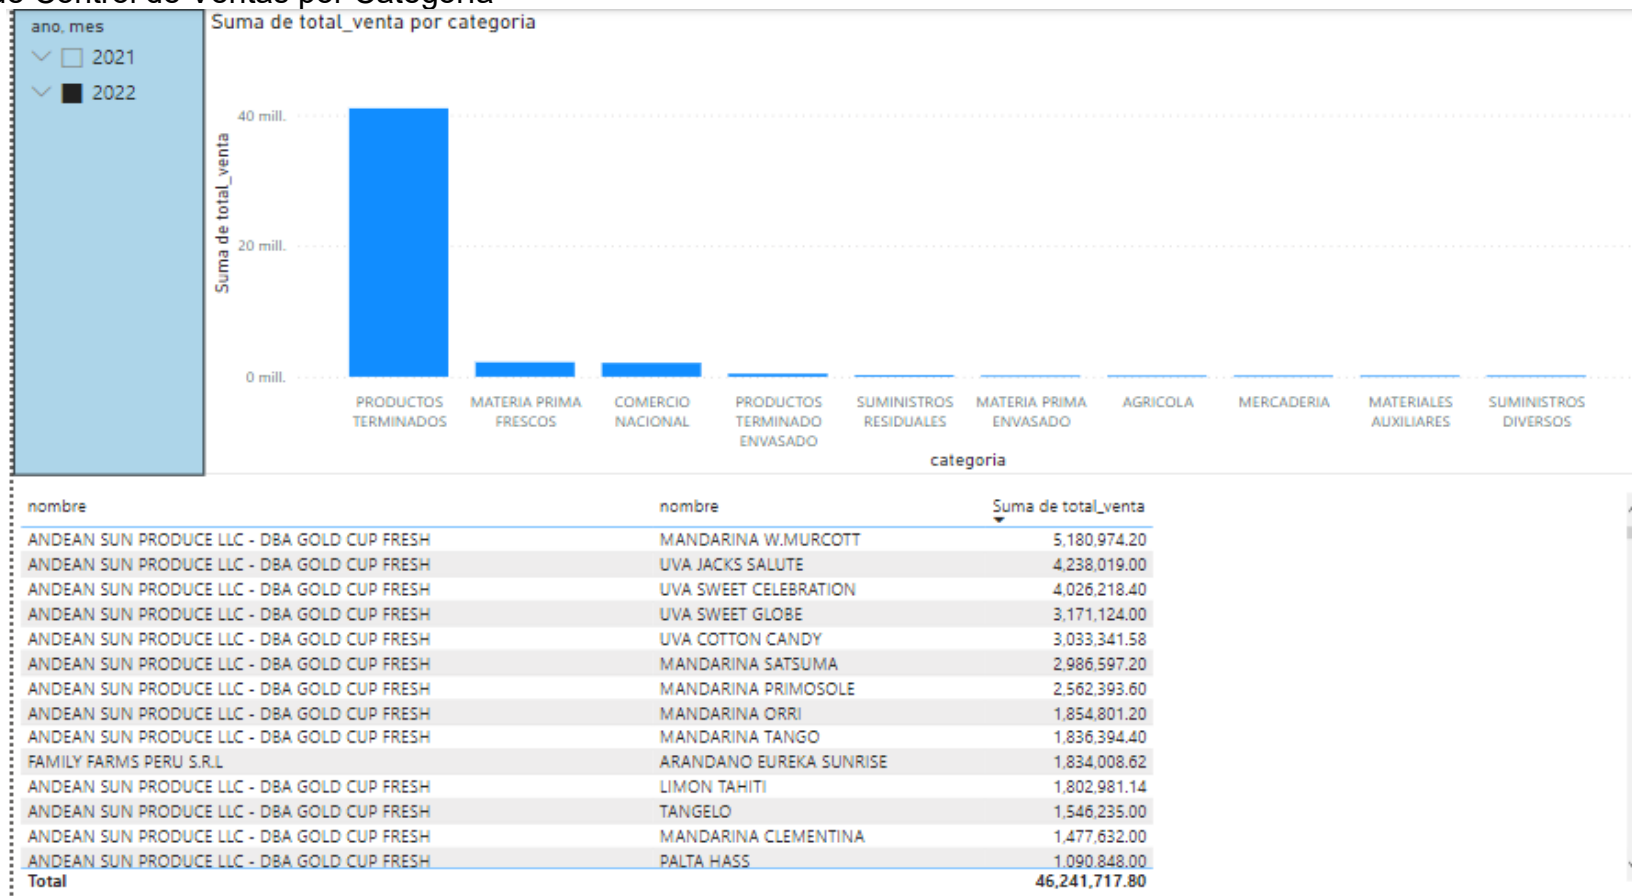 Control de Ventas por Categoría
ano, mes
2021
2022
Suma de total_venta por categoria
Suma de total_venta
40 mill.
20 mill.
0 mill.
PRODUCTOS TERMINADOS
MATERIA PRIMA FRESCOS
COMERCIO NACIONAL
PRODUCTOS TERMINADO ENVASADO
SUMINISTROS RESIDUALES
MATERIA PRIMA ENVASADO
AGRICOLA
MERCADERIA
MATERIALES AUXILIARES
SUMINISTROS DIVERSOS
categoria
nombre nombre Suma de total_venta
ANDEAN SUN PRODUCE LLC - DBA GOLD CUP FRESH MANDARINA W.MURCOTT 5,180,974.20
ANDEAN SUN PRODUCE LLC - DBA GOLD CUP FRESH UVA JACKS SALUTE 4,238,019.00
ANDEAN SUN PRODUCE LLC - DBA GOLD CUP FRESH UVA SWEET CELEBRATION 4,026,218.40
ANDEAN SUN PRODUCE LLC - DBA GOLD CUP FRESH UVA SWEET GLOBE 3,171,124.00
ANDEAN SUN PRODUCE LLC - DBA GOLD CUP FRESH UVA COTTON CANDY 3,033,341.58
ANDEAN SUN PRODUCE LLC - DBA GOLD CUP FRESH MANDARINA SATSUMA 2,986,597.20
ANDEAN SUN PRODUCE LLC - DBA GOLD CUP FRESH MANDARINA PRIMOSOLE 2,562,393.60
ANDEAN SUN PRODUCE LLC - DBA GOLD CUP FRESH MANDARINA ORRI 1,854,801.20
ANDEAN SUN PRODUCE LLC - DBA GOLD CUP FRESH MANDARINA TANGO 1,836,394.40
FAMILY FARMS PERU S.R.L ARANDANO EUREKA SUNRISE 1,834,008.62
ANDEAN SUN PRODUCE LLC - DBA GOLD CUP FRESH LIMON TAHITI 1,802,981.14
ANDEAN SUN PRODUCE LLC - DBA GOLD CUP FRESH TANGELO 1,546,235.00
ANDEAN SUN PRODUCE LLC - DBA GOLD CUP FRESH MANDARINA CLEMENTINA 1,477,632.00
ANDEAN SUN PRODUCE LLC - DBA GOLD CUP FRESH PALTA HASS 1,090,848.00
Total 46,241,717.80